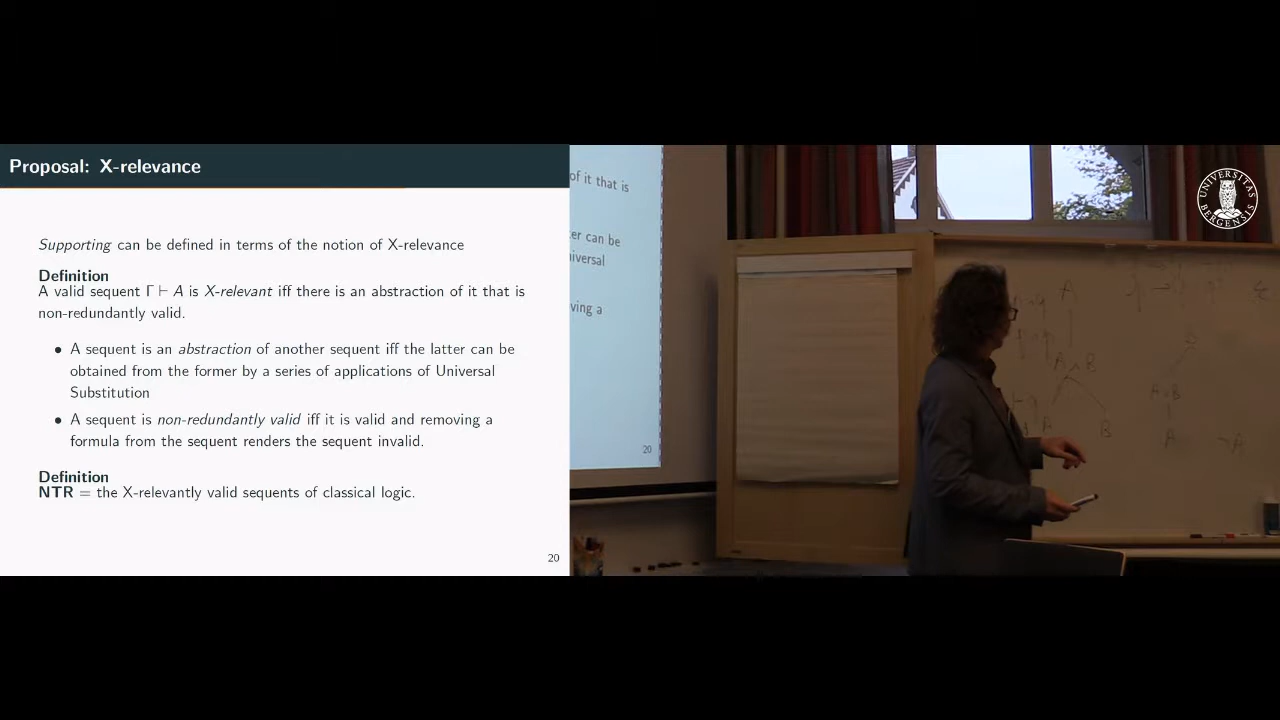 Proposal: X-relevance
Supporting can be defined in terms of the notion of X-relevance
Definition
A valid sequent Γ ⊢ A is X-relevant iff there is an abstraction of it that is
non-redundantly valid.
• A sequent is an abstraction of another sequent iff the latter can be
obtained from the former by a series of applications of Universal
Substitution
• A sequent is non-redundantly valid iff it is valid and removing a
formula from the sequent renders the sequent invalid.
Definition
NTR = the X-relevantly valid sequents of classical logic.
20
of it that is
can be
ving a
20
A
A ∧ B
A
B
A
¬A
UNIVERSITAS
BERGENSIS